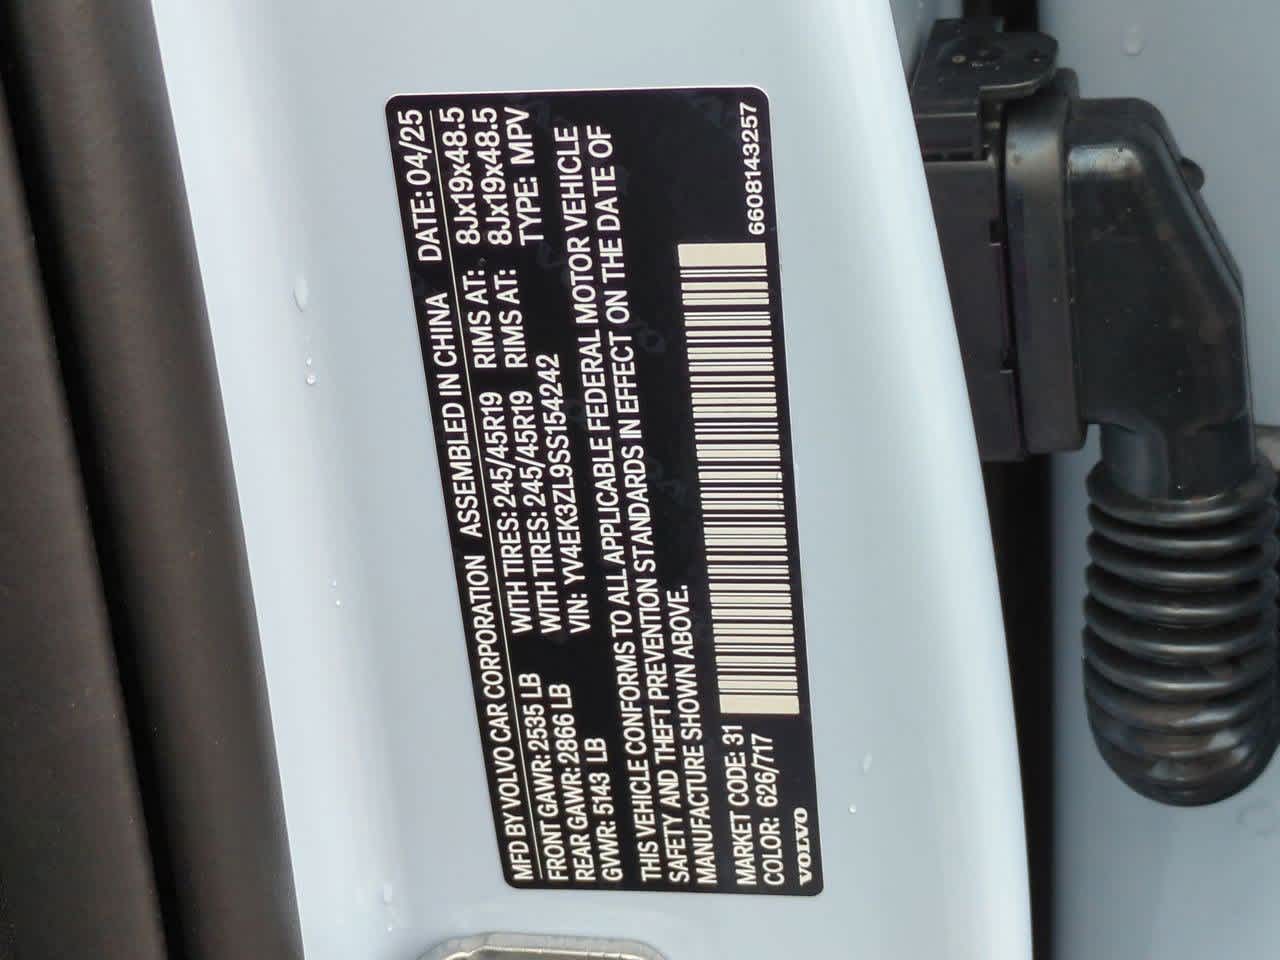 MFD BY VOLVO CAR CORPORATION ASSEMBLED IN CHINA DATE: 04/25
FRONT GAWR: 2535 LB WITH TIRES: 245/45R19 RIMS AT: 8Jx19x48.5
REAR GAWR: 2866 LB WITH TIRES: 245/45R19 RIMS AT: 8Jx19x48.5
GVWR: 5143 LB VIN: YV4EK3ZL9SS154242 TYPE: MPV
THIS VEHICLE CONFORMS TO ALL APPLICABLE FEDERAL MOTOR VEHICLE
SAFETY AND THEFT PREVENTION STANDARDS IN EFFECT ON THE DATE OF
MANUFACTURE SHOWN ABOVE.
MARKET CODE: 31
COLOR: 626/717
VOLVO
6608143257